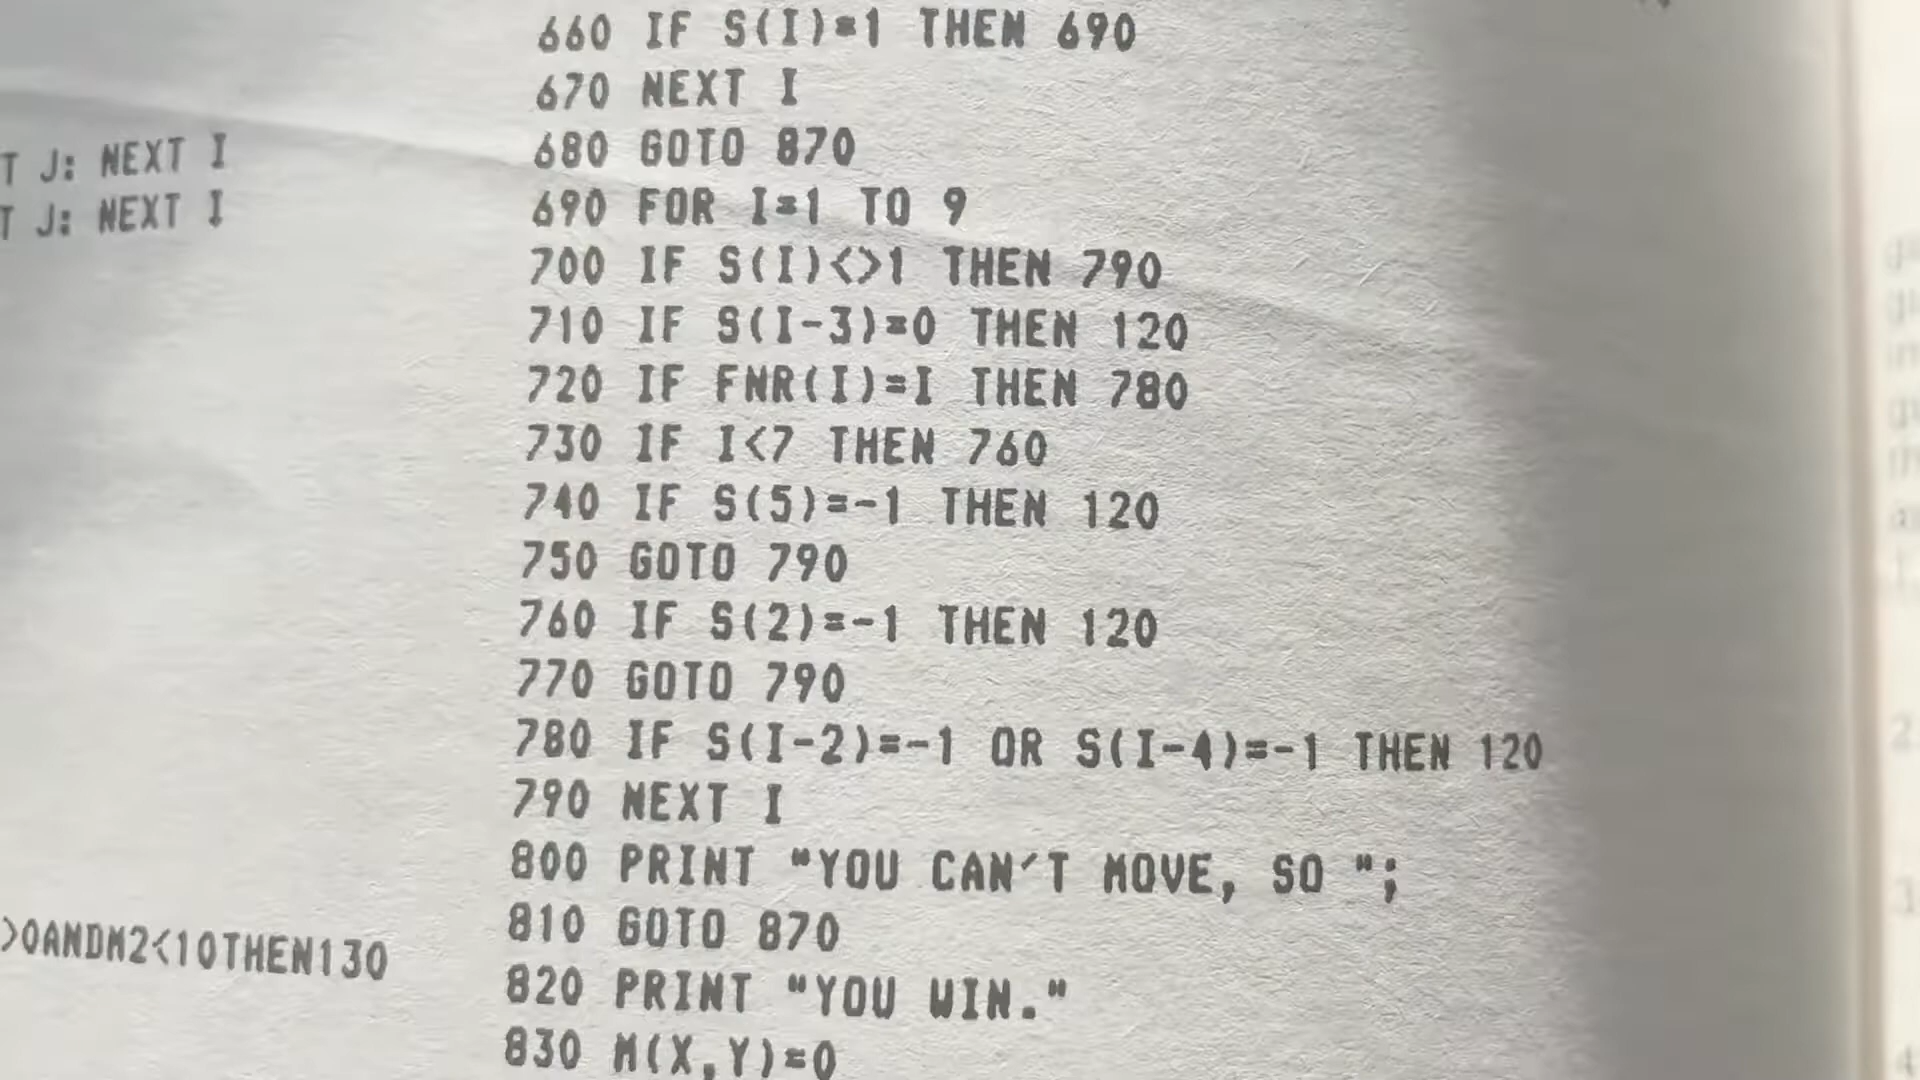 T J: NEXT I
T J: NEXT I
>0ANDM2<10THEN130
660 IF S(I)=1 THEN 690
670 NEXT I
680 GOTO 870
690 FOR I=1 TO 9
700 IF S(I)<>1 THEN 790
710 IF S(I-3)=0 THEN 120
720 IF FNR(I)=I THEN 780
730 IF I<7 THEN 760
740 IF S(5)=-1 THEN 120
750 GOTO 790
760 IF S(2)=-1 THEN 120
770 GOTO 790
780 IF S(I-2)=-1 OR S(I-4)=-1 THEN 120
790 NEXT I
800 PRINT "YOU CAN'T MOVE, SO ";
810 GOTO 870
820 PRINT "YOU WIN."
830 M(X,Y)=0